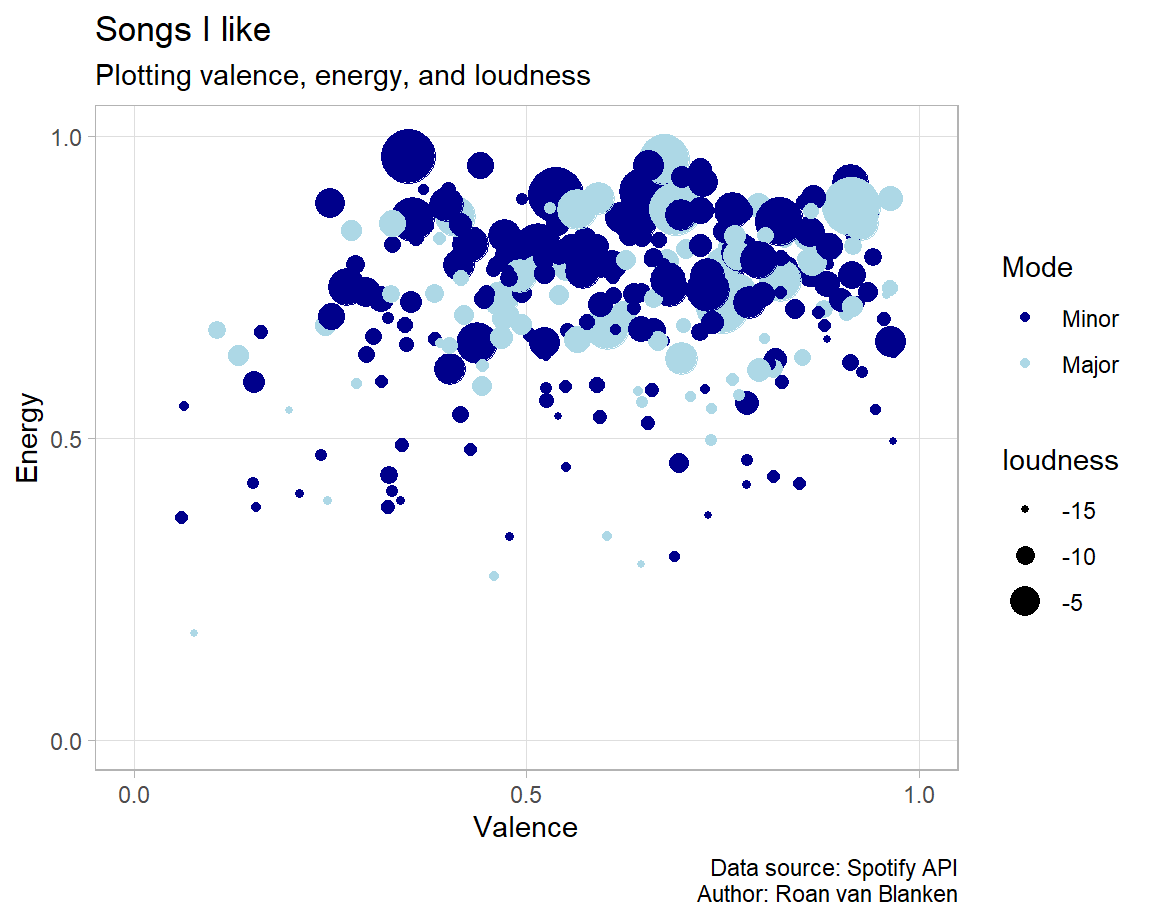 Songs I like
Plotting valence, energy, and loudness
1.0
0.5
0.0
Energy
0.0
0.5
1.0
Valence
Mode
Minor
Major
loudness
-15
-10
-5
Data source: Spotify API
Author: Roan van Blanken